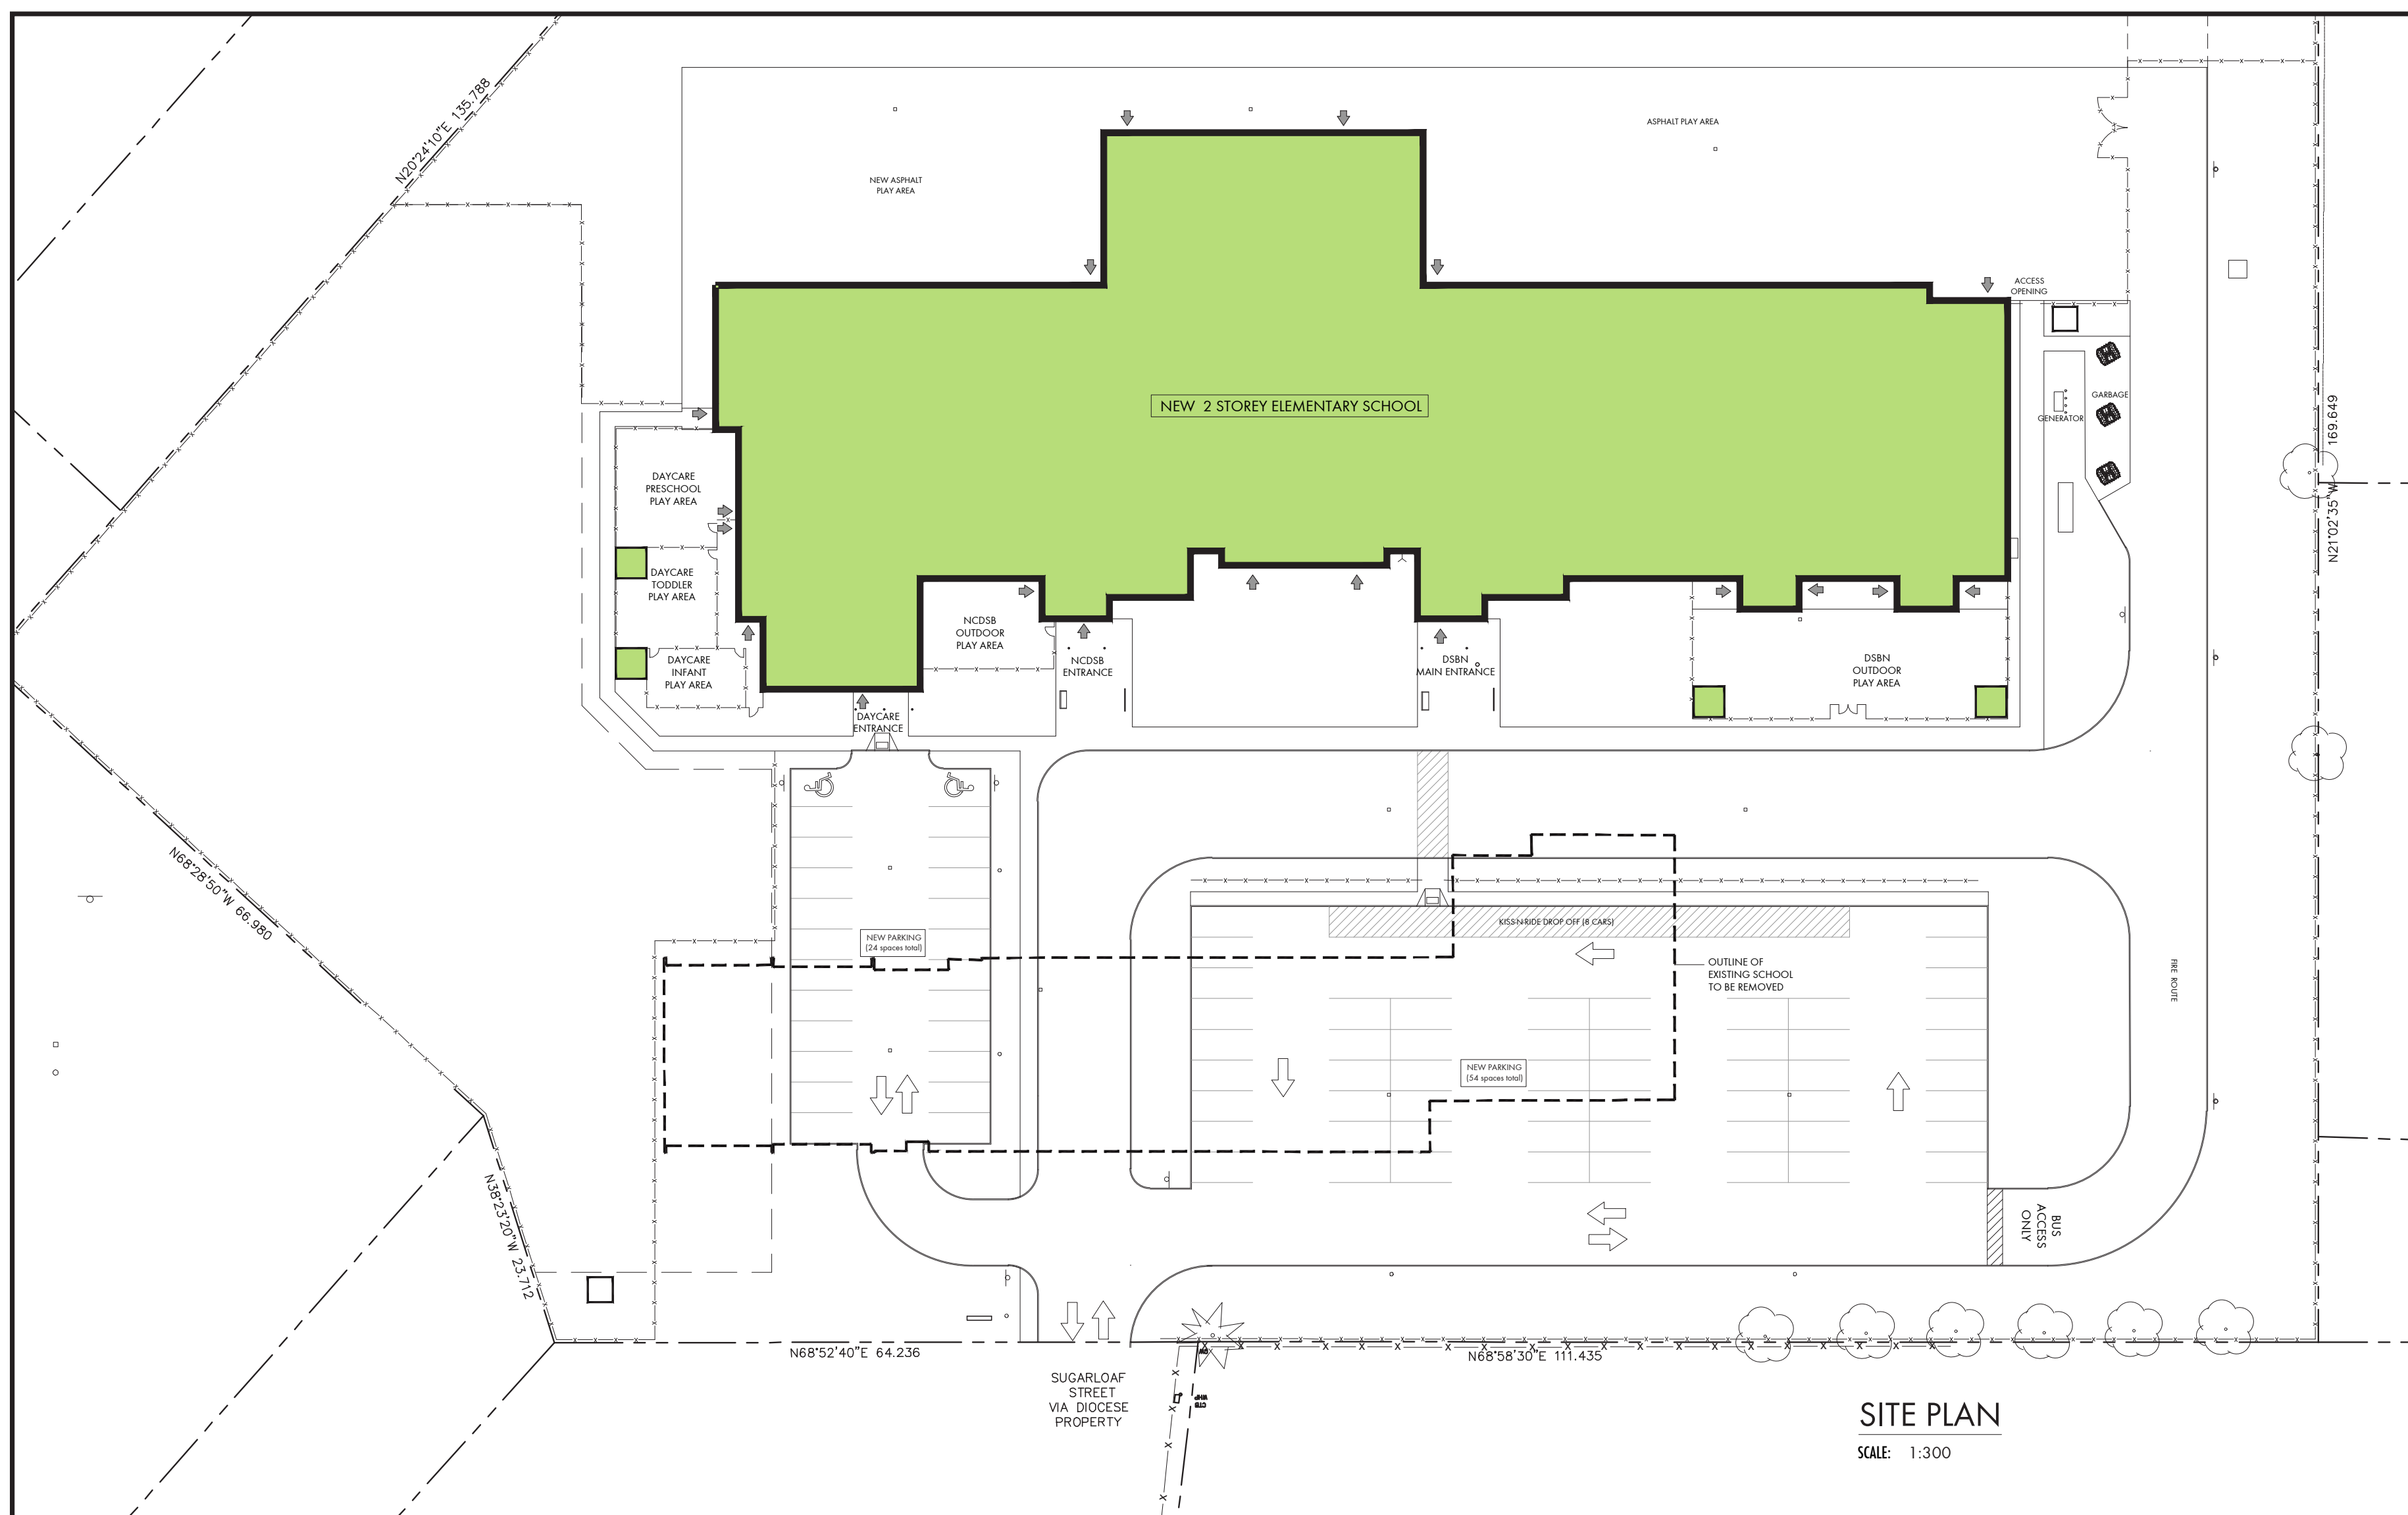 N20°24'10"E 135.788
ASPHALT PLAY AREA
NEW ASPHALT
PLAY AREA
ACCESS
OPENING
NEW 2 STOREY ELEMENTARY SCHOOL
GARBAGE
GENERATOR
N21°02'35"W 169.649
DAYCARE
PRESCHOOL
PLAY AREA
DAYCARE
TODDLER
PLAY AREA
DAYCARE
INFANT
PLAY AREA
NCDSB
OUTDOOR
PLAY AREA
NCDSB
ENTRANCE
DSBN
MAIN ENTRANCE
DSBN
OUTDOOR
PLAY AREA
DAYCARE
ENTRANCE
N68°28'50"W 66.980
KISS-N-RIDE DROP OFF (8 CARS)
NEW PARKING
(24 spaces total)
OUTLINE OF
EXISTING SCHOOL
TO BE REMOVED
FIRE ROUTE
NEW PARKING
(54 spaces total)
N38°23'20"W 23.712
BUS
ACCESS
ONLY
N68°52'40"E 64.236
N68°58'30"E 111.435
SUGARLOAF
STREET
VIA DIOCESE
PROPERTY
SITE PLAN
SCALE: 1:300